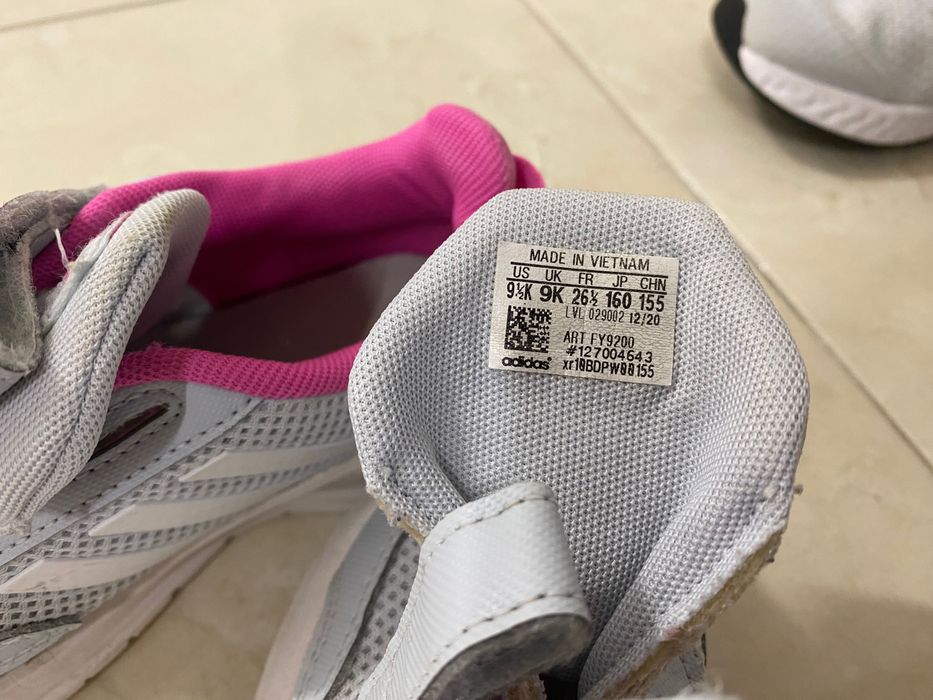 MADE IN VIETNAM
US UK FR JP CHN
9½K 9K 26½ 160 155
LVL 029002 12/20
ART FY9200
#127004643
adidas xr10BDPW00155